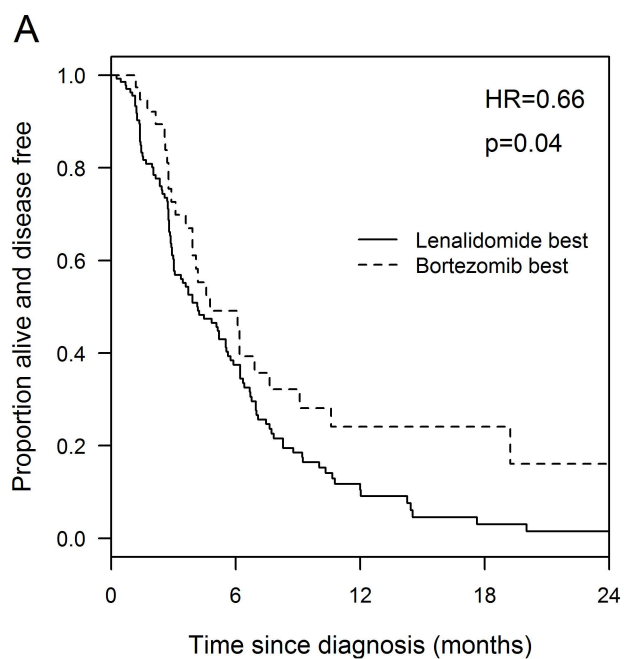 A
HR=0.66
p=0.04
Lenalidomide best
Bortezomib best
Proportion alive and disease free
1.0
0.8
0.6
0.4
0.2
0.0
0 6 12 18 24
Time since diagnosis (months)